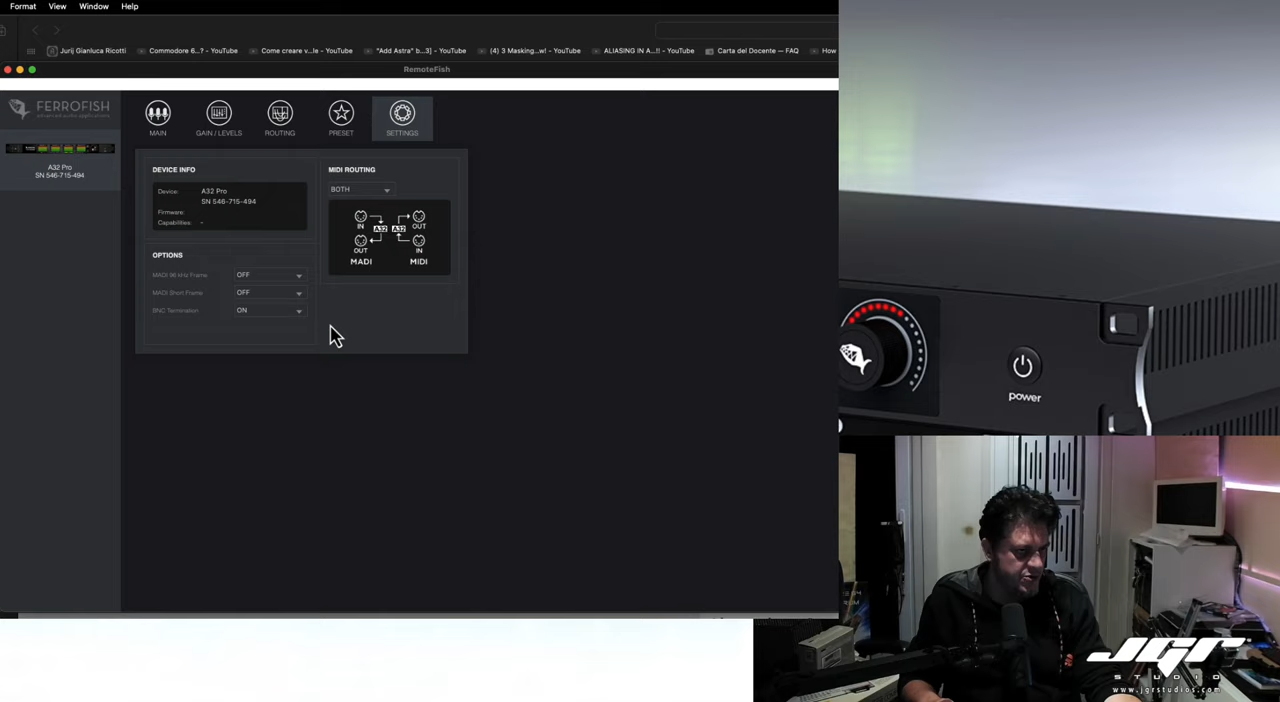 Format View Window Help
Jurij Gianluca Ricotti Commodore 6...? - YouTube Come creare v...le - YouTube "Add Astra" b...3} - YouTube (4) 3 Masking...w! - YouTube ALIASING IN A...!! - YouTube Carta del Docente — FAQ How
RemoteFish
FERROFISH
advanced audio applications
A32 Pro
SN 546-715-494
MAIN GAIN / LEVELS ROUTING PRESET SETTINGS
DEVICE INFO
Device: A32 Pro
SN 546-715-494
Firmware:
Capabilities: -
OPTIONS
MADI 96 kHz Frame OFF
MADI Short Frame OFF
BNC Termination ON
MIDI ROUTING
BOTH
IN A32 A32 OUT
OUT IN
MADI MIDI
power
JGR
STUDIO
www.jgrstudios.com